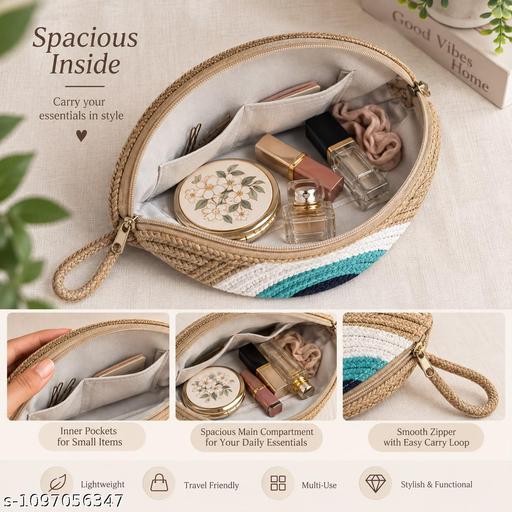 Spacious
Inside
Carry your
essentials in style
Good Vibes
Home
Inner Pockets
for Small Items
Spacious Main Compartment
for Your Daily Essentials
Smooth Zipper
with Easy Carry Loop
Lightweight
Travel Friendly
Multi-Use
Stylish & Functional
s-1097056347